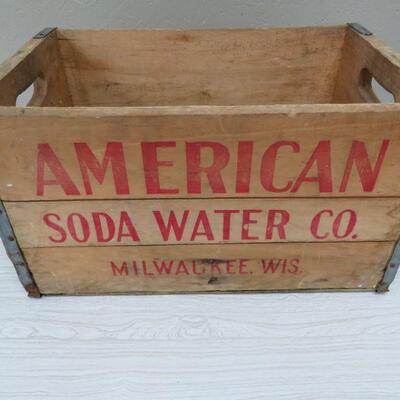 AMERICAN
SODA WATER CO.
MILWAUKEE. WIS.